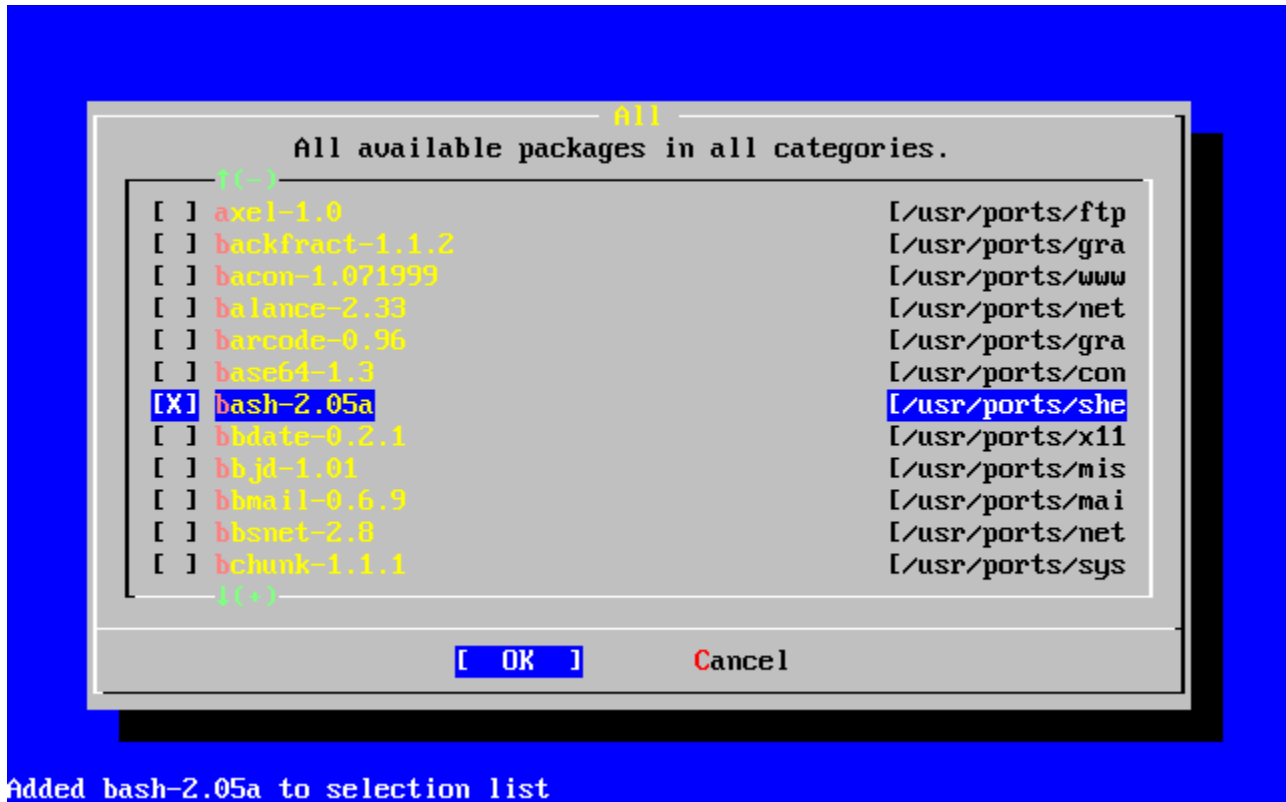 All
All available packages in all categories.
↑(-)
[ ] axel-1.0 [/usr/ports/ftp
[ ] backfract-1.1.2 [/usr/ports/gra
[ ] bacon-1.071999 [/usr/ports/www
[ ] balance-2.33 [/usr/ports/net
[ ] barcode-0.96 [/usr/ports/gra
[ ] base64-1.3 [/usr/ports/con
[X] bash-2.05a [/usr/ports/she
[ ] bbdate-0.2.1 [/usr/ports/x11
[ ] bbjd-1.01 [/usr/ports/mis
[ ] bbmail-0.6.9 [/usr/ports/mai
[ ] bbsnet-2.8 [/usr/ports/net
[ ] bchunk-1.1.1 [/usr/ports/sys
↓(+)
[ OK ] Cancel
Added bash-2.05a to selection list